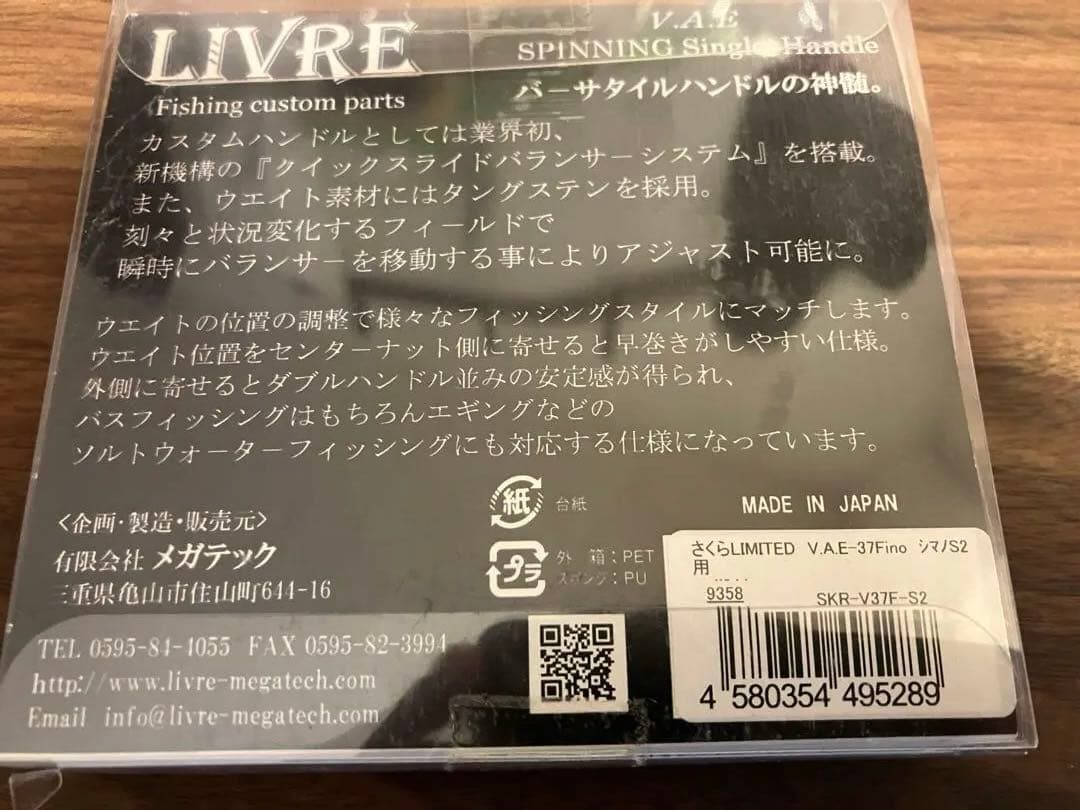 LIVRE
Fishing custom parts
V.A.E
SPINNING Single Handle
バーサタイルハンドルの神髄。
カスタムハンドルとしては業界初、
新機構の『クイックスライドバランサーシステム』を搭載。
また、ウエイト素材にはタングステンを採用。
刻々と状況変化するフィールドで
瞬時にバランサーを移動する事によりアジャスト可能に。
ウエイトの位置の調整で様々なフィッシングスタイルにマッチします。
ウエイト位置をセンターナット側に寄せると早巻きがしやすい仕様。
外側に寄せるとダブルハンドル並みの安定感が得られ、
バスフィッシングはもちろんエギングなどの
ソルトウォーターフィッシングにも対応する仕様になっています。
<企画・製造・販売元>
有限会社 メガテック
三重県亀山市住山町644-16
TEL 0595-84-4055 FAX 0595-82-3994
http://www.livre-megatech.com
Email info@livre-megatech.com
紙 台紙
プラ 外 箱:PET
スポンジ:PU
MADE IN JAPAN
さくらLIMITED V.A.E-37Fino シマノS2
用
9358 SKR-V37F-S2
4 580354 495289